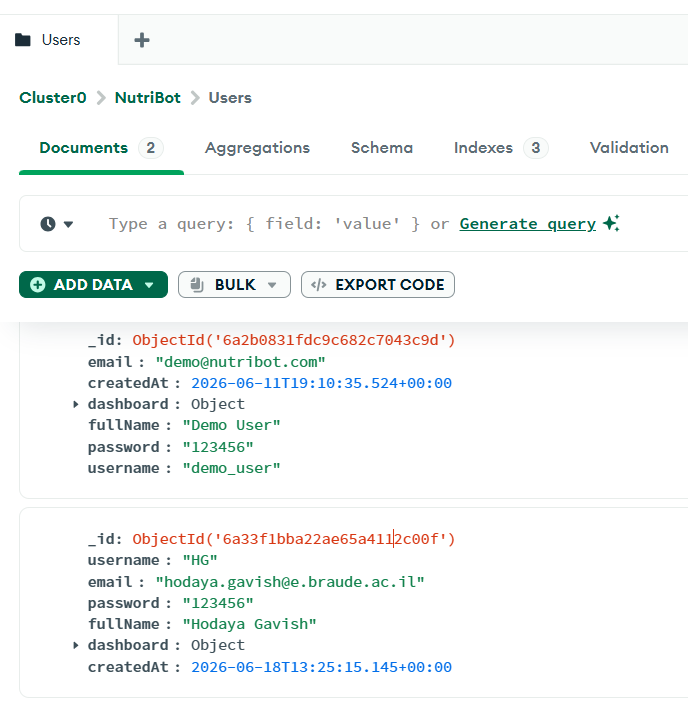 Users
Cluster0 > NutriBot > Users
Documents 2 Aggregations Schema Indexes 3 Validation
Type a query: { field: 'value' } or Generate query
ADD DATA BULK </> EXPORT CODE
_id: ObjectId('6a2b0831fdc9c682c7043c9d')
email : "demo@nutribot.com"
createdAt : 2026-06-11T19:10:35.524+00:00
dashboard : Object
fullName : "Demo User"
password : "123456"
username : "demo_user"
_id: ObjectId('6a33f1bba22ae65a4112c00f')
username : "HG"
email : "hodaya.gavish@e.braude.ac.il"
password : "123456"
fullName : "Hodaya Gavish"
dashboard : Object
createdAt : 2026-06-18T13:25:15.145+00:00